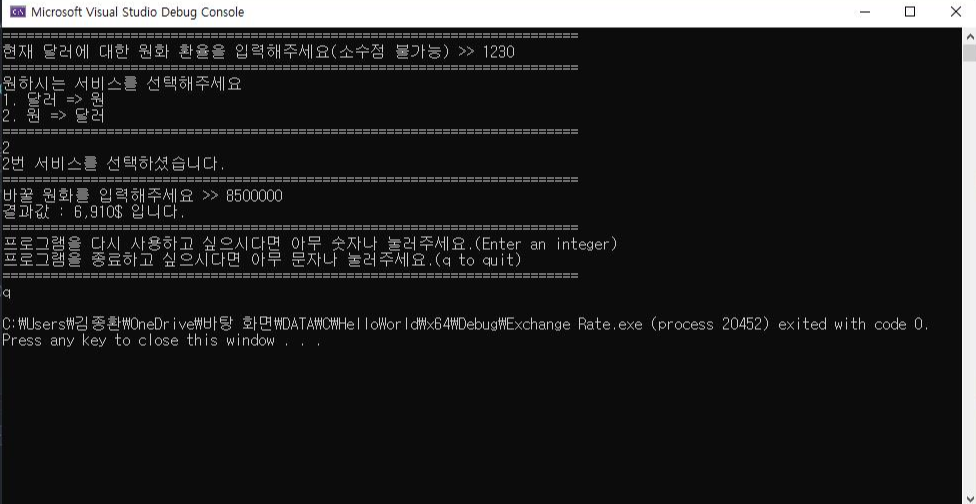 Microsoft Visual Studio Debug Console
========================================================================
현재 달러에 대한 원화 환율을 입력해주세요(소수점 불가능) >> 1230
========================================================================
원하시는 서비스를 선택해주세요
1. 달러 => 원
2. 원 => 달러
========================================================================
2
2번 서비스를 선택하셨습니다.
========================================================================
바꿀 원화를 입력해주세요 >> 8500000
결과값 : 6,910$ 입니다.
========================================================================
프로그램을 다시 사용하고 싶으시다면 아무 숫자나 눌러주세요.(Enter an integer)
프로그램을 종료하고 싶으시다면 아무 문자나 눌러주세요.(q to quit)
========================================================================
q
C:₩Users₩김종환₩OneDrive₩바탕 화면₩DATA₩C₩HelloWorld₩x64₩Debug₩Exchange Rate.exe (process 20452) exited with code 0.
Press any key to close this window . . .